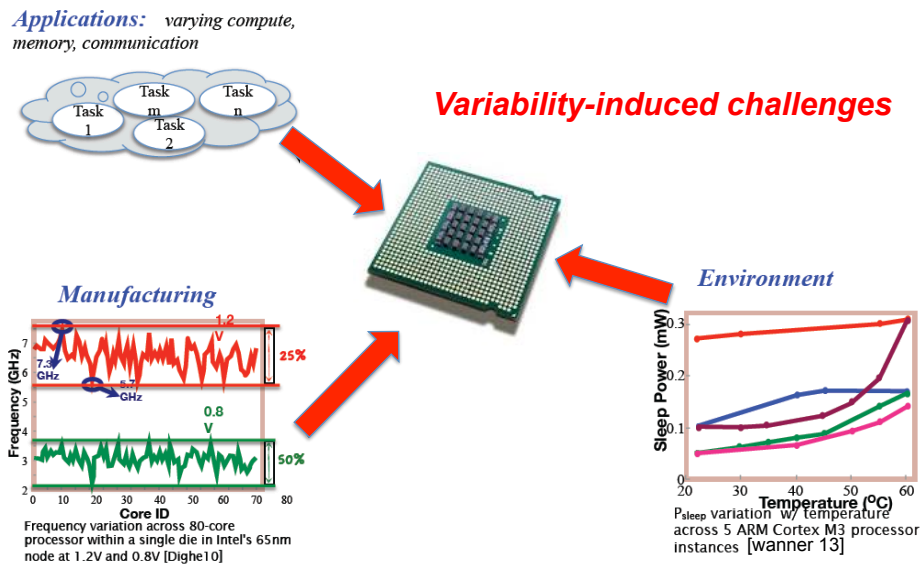 Applications: varying compute,
memory, communication
Task
1
Task
m
Task
2
Task
n
Variability-induced challenges
Manufacturing
Frequency (GHz)
7
6
5
4
3
2
1.2
V
7.3
GHz
5.7
GHz
25%
0.8
V
50%
0 10 20 30 40 50 60 70 80
Core ID
Frequency variation across 80-core
processor within a single die in Intel's 65nm
node at 1.2V and 0.8V [Dighe10]
Environment
Sleep Power (mW)
0.3
0.2
0.1
0
20 30 40 50 60
Temperature (⁰C)
Psleep variation w/ temperature
across 5 ARM Cortex M3 processor
instances [wanner 13]